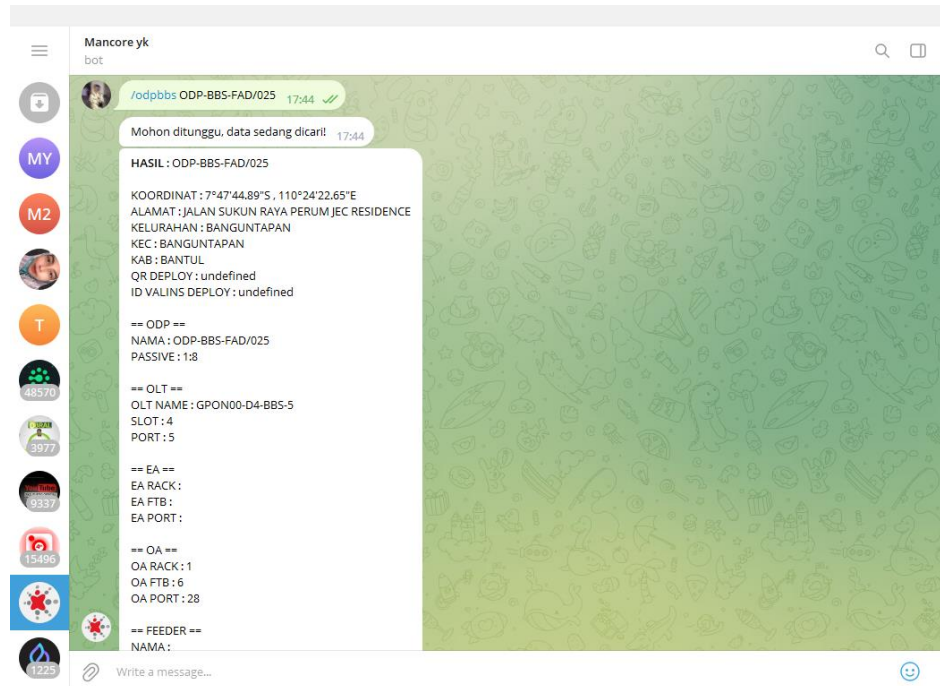 Mancore yk
bot
/odpbbs ODP-BBS-FAD/025 17:44
Mohon ditunggu, data sedang dicari! 17:44
HASIL : ODP-BBS-FAD/025
KOORDINAT : 7°47'44.89"S , 110°24'22.65"E
ALAMAT : JALAN SUKUN RAYA PERUM JEC RESIDENCE
KELURAHAN : BANGUNTAPAN
KEC : BANGUNTAPAN
KAB : BANTUL
QR DEPLOY : undefined
ID VALINS DEPLOY : undefined
== ODP ==
NAMA : ODP-BBS-FAD/025
PASSIVE : 1:8
== OLT ==
OLT NAME : GPON00-D4-BBS-5
SLOT : 4
PORT : 5
== EA ==
EA RACK :
EA FTB :
EA PORT :
== OA ==
OA RACK : 1
OA FTB : 6
OA PORT : 28
== FEEDER ==
NAMA :
Write a message...
MY
M2
T
48570
3977
9337
15496
1225